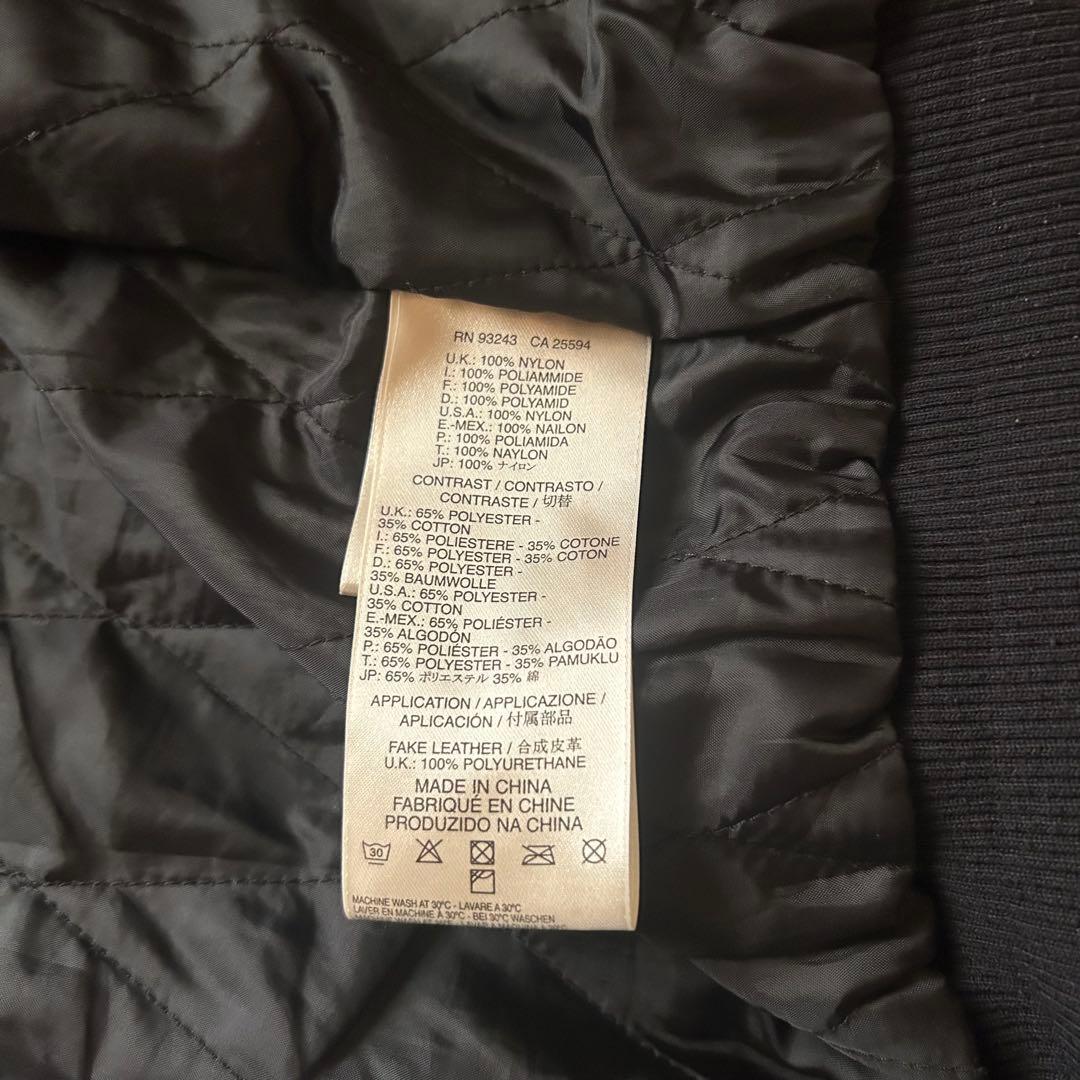 RN 93243 CA 25594
U.K.: 100% NYLON
I.: 100% POLIAMMIDE
F.: 100% POLYAMIDE
D.: 100% POLYAMID
U.S.A.: 100% NYLON
E.-MEX.: 100% NAILON
P.: 100% POLIAMIDA
T.: 100% NAYLON
JP: 100% ナイロン
CONTRAST / CONTRASTO /
CONTRASTE / 切替
U.K.: 65% POLYESTER -
35% COTTON
I.: 65% POLIESTERE - 35% COTONE
F.: 65% POLYESTER - 35% COTON
D.: 65% POLYESTER -
35% BAUMWOLLE
U.S.A.: 65% POLYESTER -
35% COTTON
E.-MEX.: 65% POLIÉSTER -
35% ALGODÓN
P.: 65% POLIÉSTER - 35% ALGODÃO
T.: 65% POLYESTER - 35% PAMUKLU
JP: 65% ポリエステル 35% 綿
APPLICATION / APPLICAZIONE /
APLICACIÓN / 付属部品
FAKE LEATHER / 合成皮革
U.K.: 100% POLYURETHANE
MADE IN CHINA
FABRIQUÉ EN CHINE
PRODUZIDO NA CHINA
30
MACHINE WASH AT 30ºC - LAVARE A 30ºC
LAVER EN MACHINE À 30ºC - BEI 30ºC WASCHEN